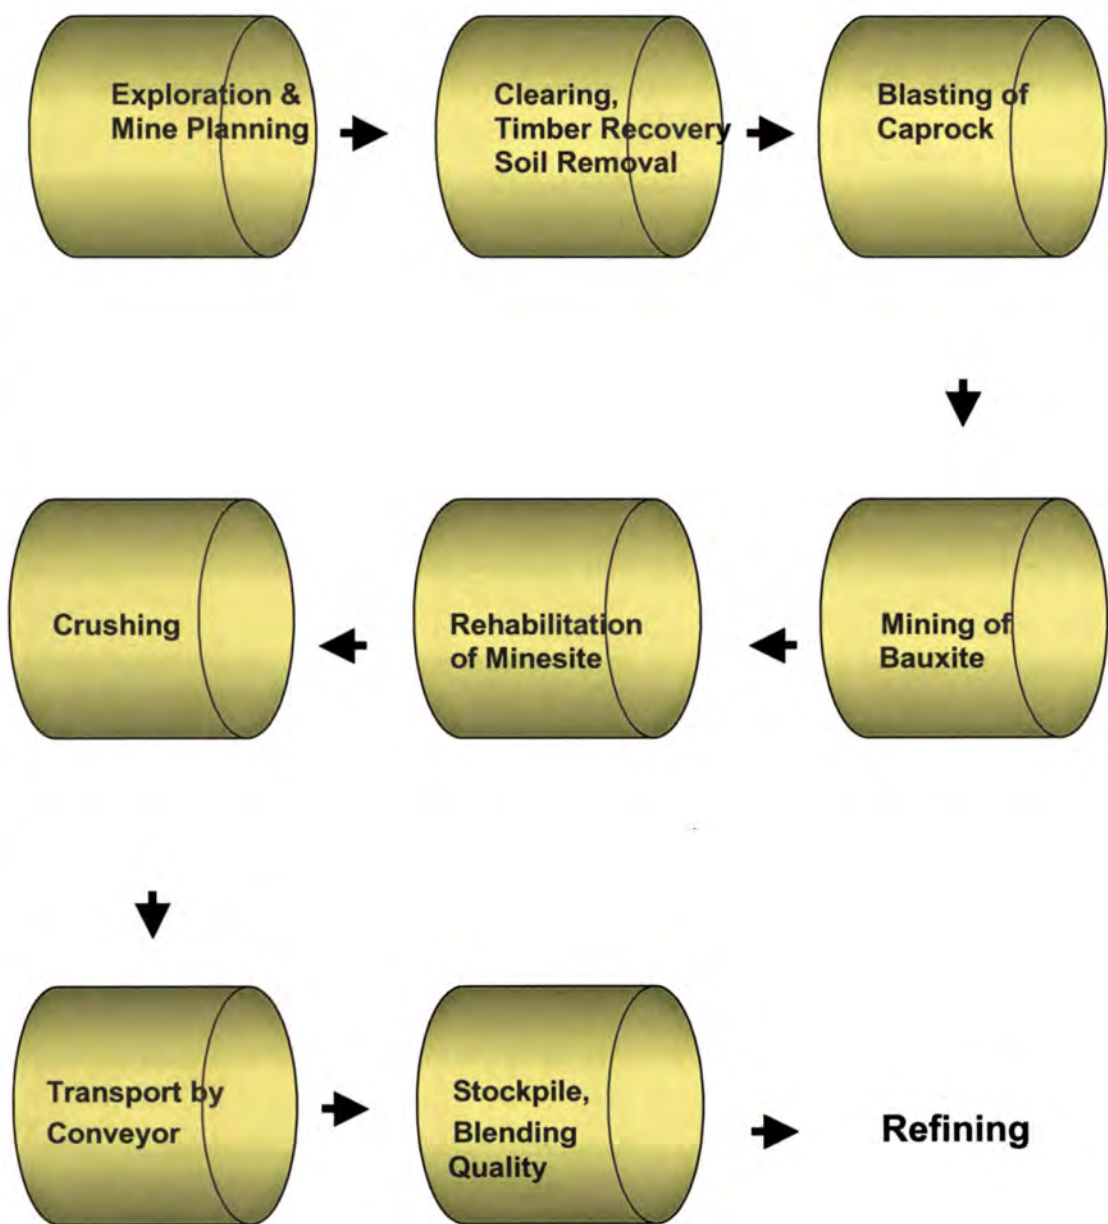 Exploration &
Mine Planning
Clearing,
Timber Recovery
Soil Removal
Blasting of
Caprock
Crushing
Rehabilitation
of Minesite
Mining of
Bauxite
Transport by
Conveyor
Stockpile,
Blending
Quality
Refining